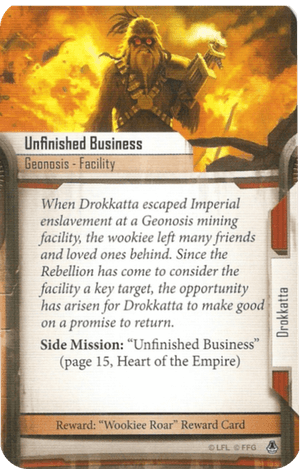 Unfinished Business
Geonosis - Facility
When Drokkatta escaped Imperial
enslavement at a Geonosis mining
facility, the wookiee left many friends
and loved ones behind. Since the
Rebellion has come to consider the
facility a key target, the opportunity
has arisen for Drokkatta to make good
on a promise to return.
Side Mission: “Unfinished Business”
(page 15, Heart of the Empire)
Drokkatta
Reward: “Wookiee Roar” Reward Card
© LFL © FFG